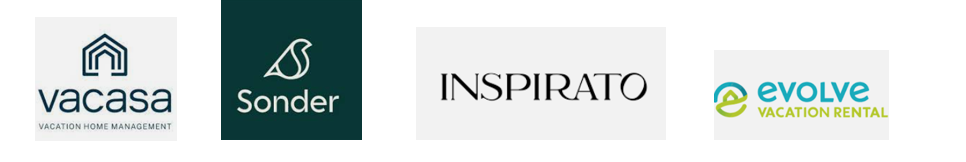 vacasa
VACATION HOME MANAGEMENT
Sonder
INSPIRATO
evolve
VACATION RENTAL